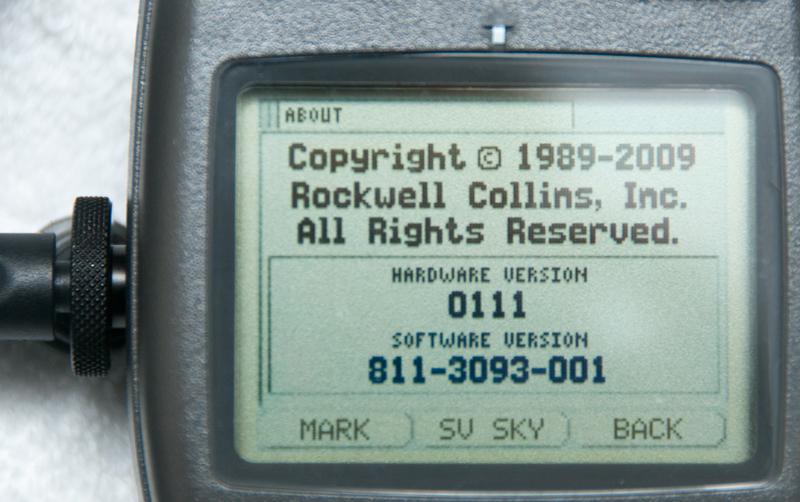 ABOUT
Copyright © 1989-2009
Rockwell Collins, Inc.
All Rights Reserved.
HARDWARE VERSION
0111
SOFTWARE VERSION
811-3093-001
MARK SV SKY BACK